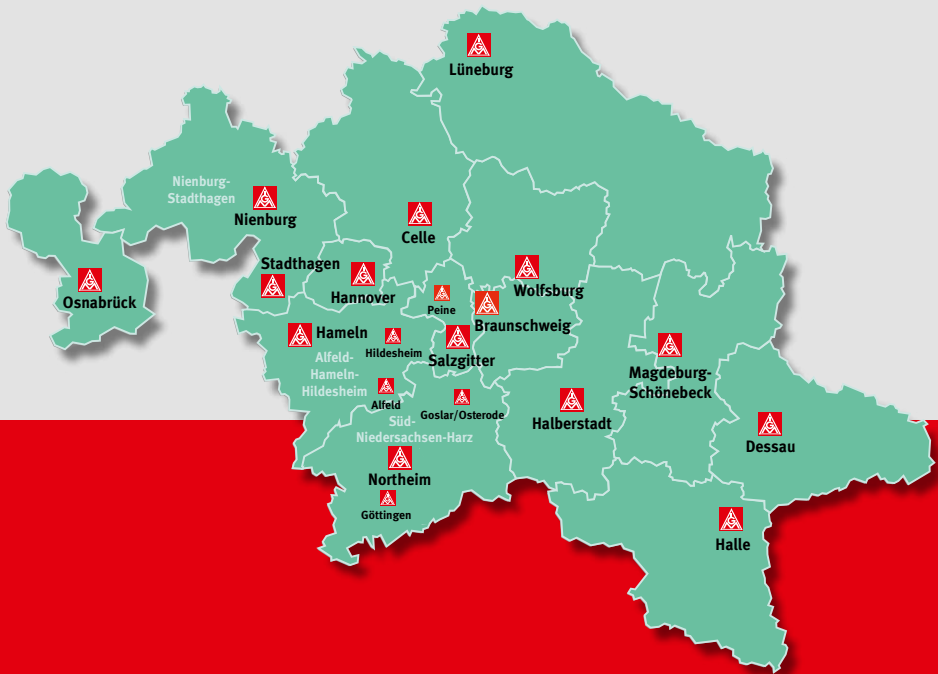 Lüneburg
Nienburg-
Stadthagen
Nienburg
Celle
Stadthagen
Hannover
Osnabrück
Wolfsburg
Peine
Braunschweig
Hameln
Hildesheim
Salzgitter
Alfeld-
Hameln-
Hildesheim
Alfeld
Magdeburg-
Schönebeck
Goslar/Osterode
Halberstadt
Süd-
Niedersachsen-Harz
Dessau
Northeim
Göttingen
Halle